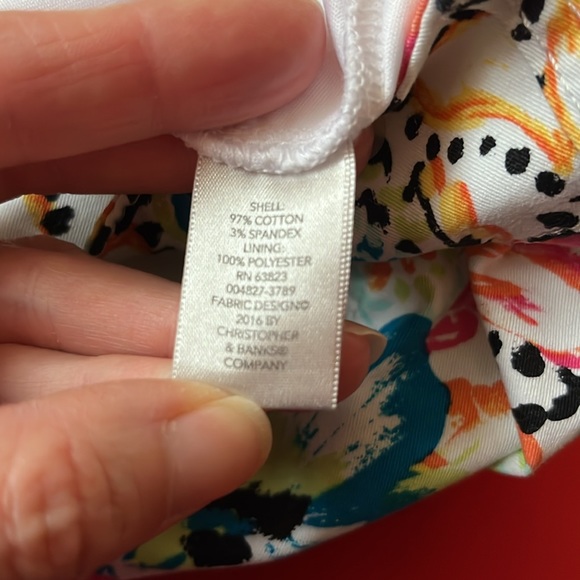 SHELL:
97% COTTON
3% SPANDEX
LINING:
100% POLYESTER
RN 63823
004827-3789
FABRIC DESIGN©
2016 BY
CHRISTOPHER
& BANKS®
COMPANY